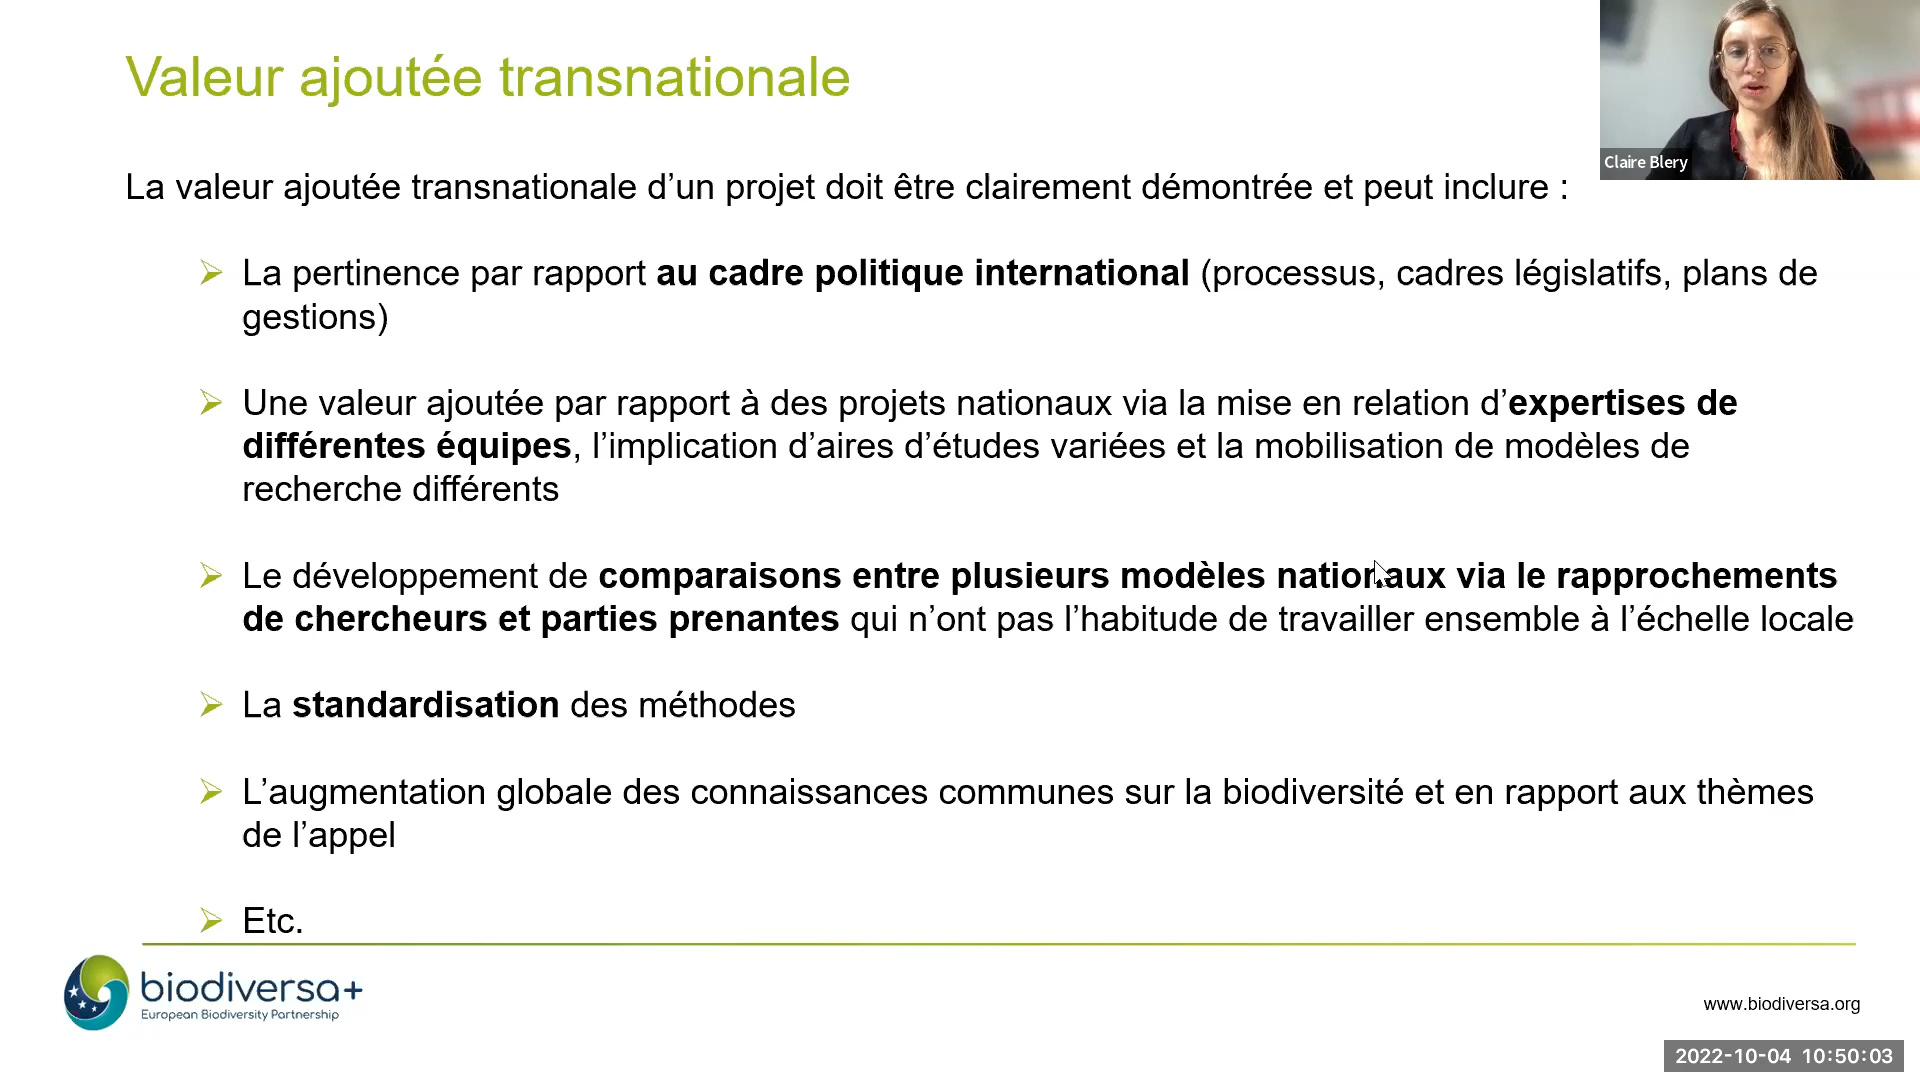 Valeur ajoutée transnationale
Claire Blery
La valeur ajoutée transnationale d’un projet doit être clairement démontrée et peut inclure :
La pertinence par rapport au cadre politique international (processus, cadres législatifs, plans de
gestions)
Une valeur ajoutée par rapport à des projets nationaux via la mise en relation d’expertises de
différentes équipes, l’implication d’aires d’études variées et la mobilisation de modèles de
recherche différents
Le développement de comparaisons entre plusieurs modèles nationaux via le rapprochements
de chercheurs et parties prenantes qui n’ont pas l’habitude de travailler ensemble à l’échelle locale
La standardisation des méthodes
L’augmentation globale des connaissances communes sur la biodiversité et en rapport aux thèmes
de l’appel
Etc.
biodiversa+
European Biodiversity Partnership
www.biodiversa.org
2022-10-04 10:50:03